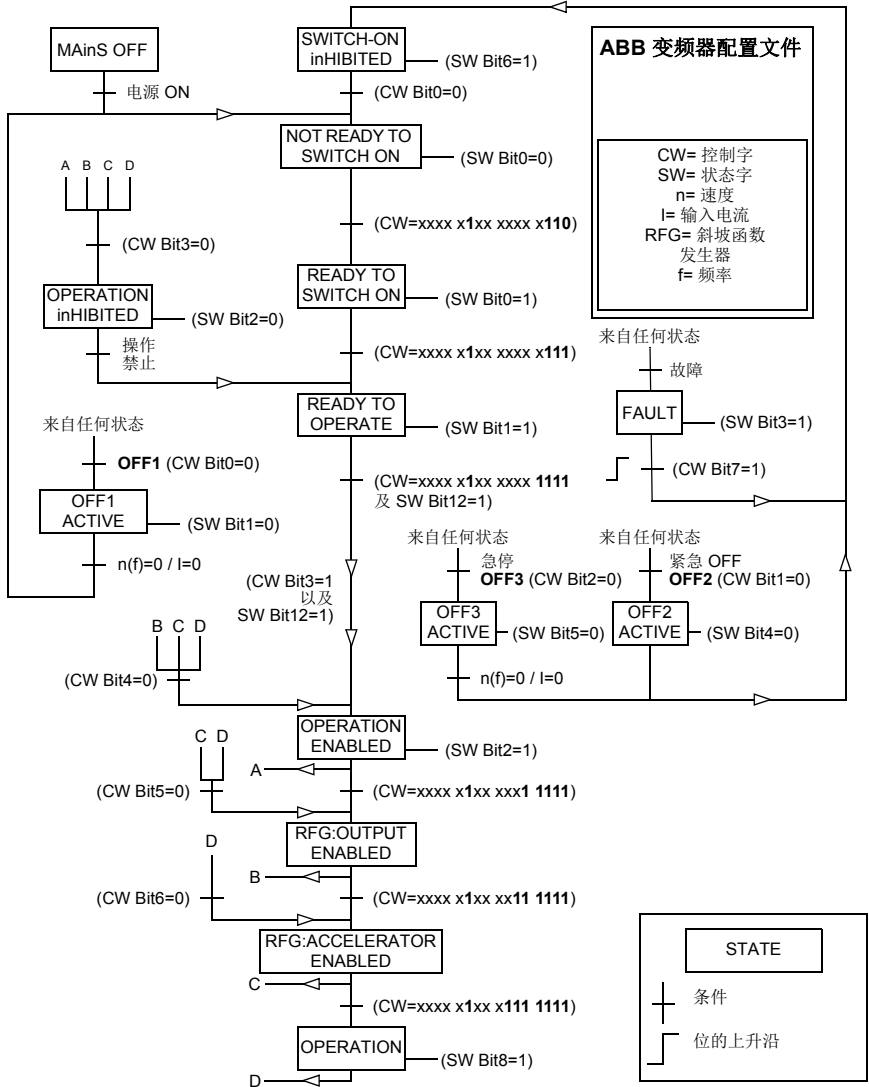 MAinS OFF
电源 ON
SWITCH-ON
inHIBITED
(SW Bit6=1)
(CW Bit0=0)
ABB 变频器配置文件
CW= 控制字
SW= 状态字
n= 速度
I= 输入电流
RFG= 斜坡函数
发生器
f= 频率
NOT READY TO
SWITCH ON
(SW Bit0=0)
A B C D
(CW Bit3=0)
(CW=xxxx x1xx xxxx x110)
OPERATION
inHIBITED
(SW Bit2=0)
操作
禁止
READY TO
SWITCH ON
(SW Bit0=1)
(CW=xxxx x1xx xxxx x111)
来自任何状态
故障
FAULT
(SW Bit3=1)
(CW Bit7=1)
READY TO
OPERATE
(SW Bit1=1)
来自任何状态
OFF1 (CW Bit0=0)
OFF1
ACTIVE
(SW Bit1=0)
n(f)=0 / I=0
(CW=xxxx x1xx xxxx 1111
及 SW Bit12=1)
(CW Bit3=1
以及
SW Bit12=1)
来自任何状态
急停
OFF3 (CW Bit2=0)
OFF3
ACTIVE
(SW Bit5=0)
n(f)=0 / I=0
来自任何状态
紧急 OFF
OFF2 (CW Bit1=0)
OFF2
ACTIVE
(SW Bit4=0)
B C D
(CW Bit4=0)
OPERATION
ENABLED
(SW Bit2=1)
A
C D
(CW Bit5=0)
(CW=xxxx x1xx xxx1 1111)
RFG:OUTPUT
ENABLED
B
D
(CW Bit6=0)
(CW=xxxx x1xx xx11 1111)
RFG:ACCELERATOR
ENABLED
C
(CW=xxxx x1xx x111 1111)
OPERATION
(SW Bit8=1)
D
STATE
条件
位的上升沿